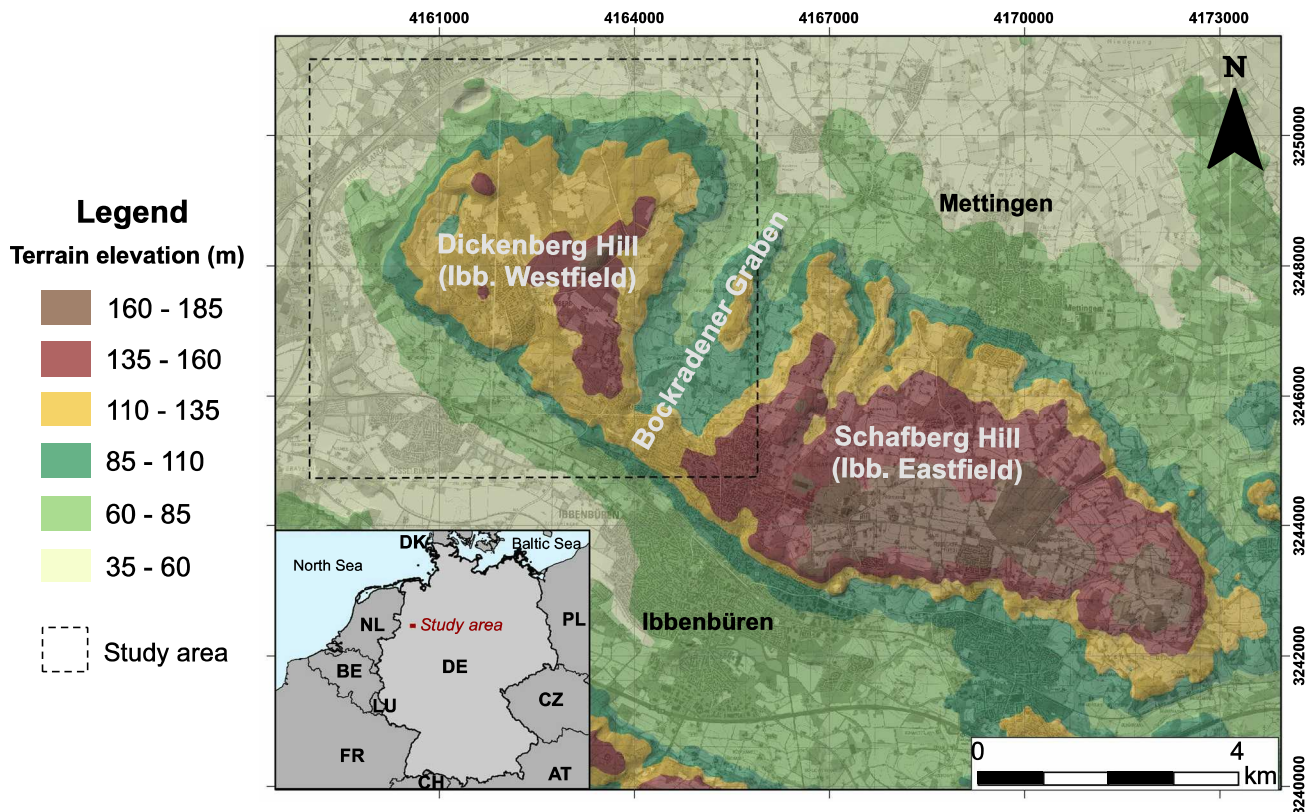 4161000 4164000 4167000 4170000 4173000
N
3250000
Mettingen
Legend
Terrain elevation (m)
160 - 185
135 - 160
110 - 135
85 - 110
60 - 85
35 - 60
Study area
Dickenberg Hill
(Ibb. Westfield)
Bockradener Graben
3248000
3246000
Schafberg Hill
(Ibb. Eastfield)
IBBENBÜREN
3244000
Ibbenbüren
3242000
North Sea
DK
Baltic Sea
NL
Study area
PL
BE
DE
LU
CZ
FR
CH
AT
0 4
km
3240000